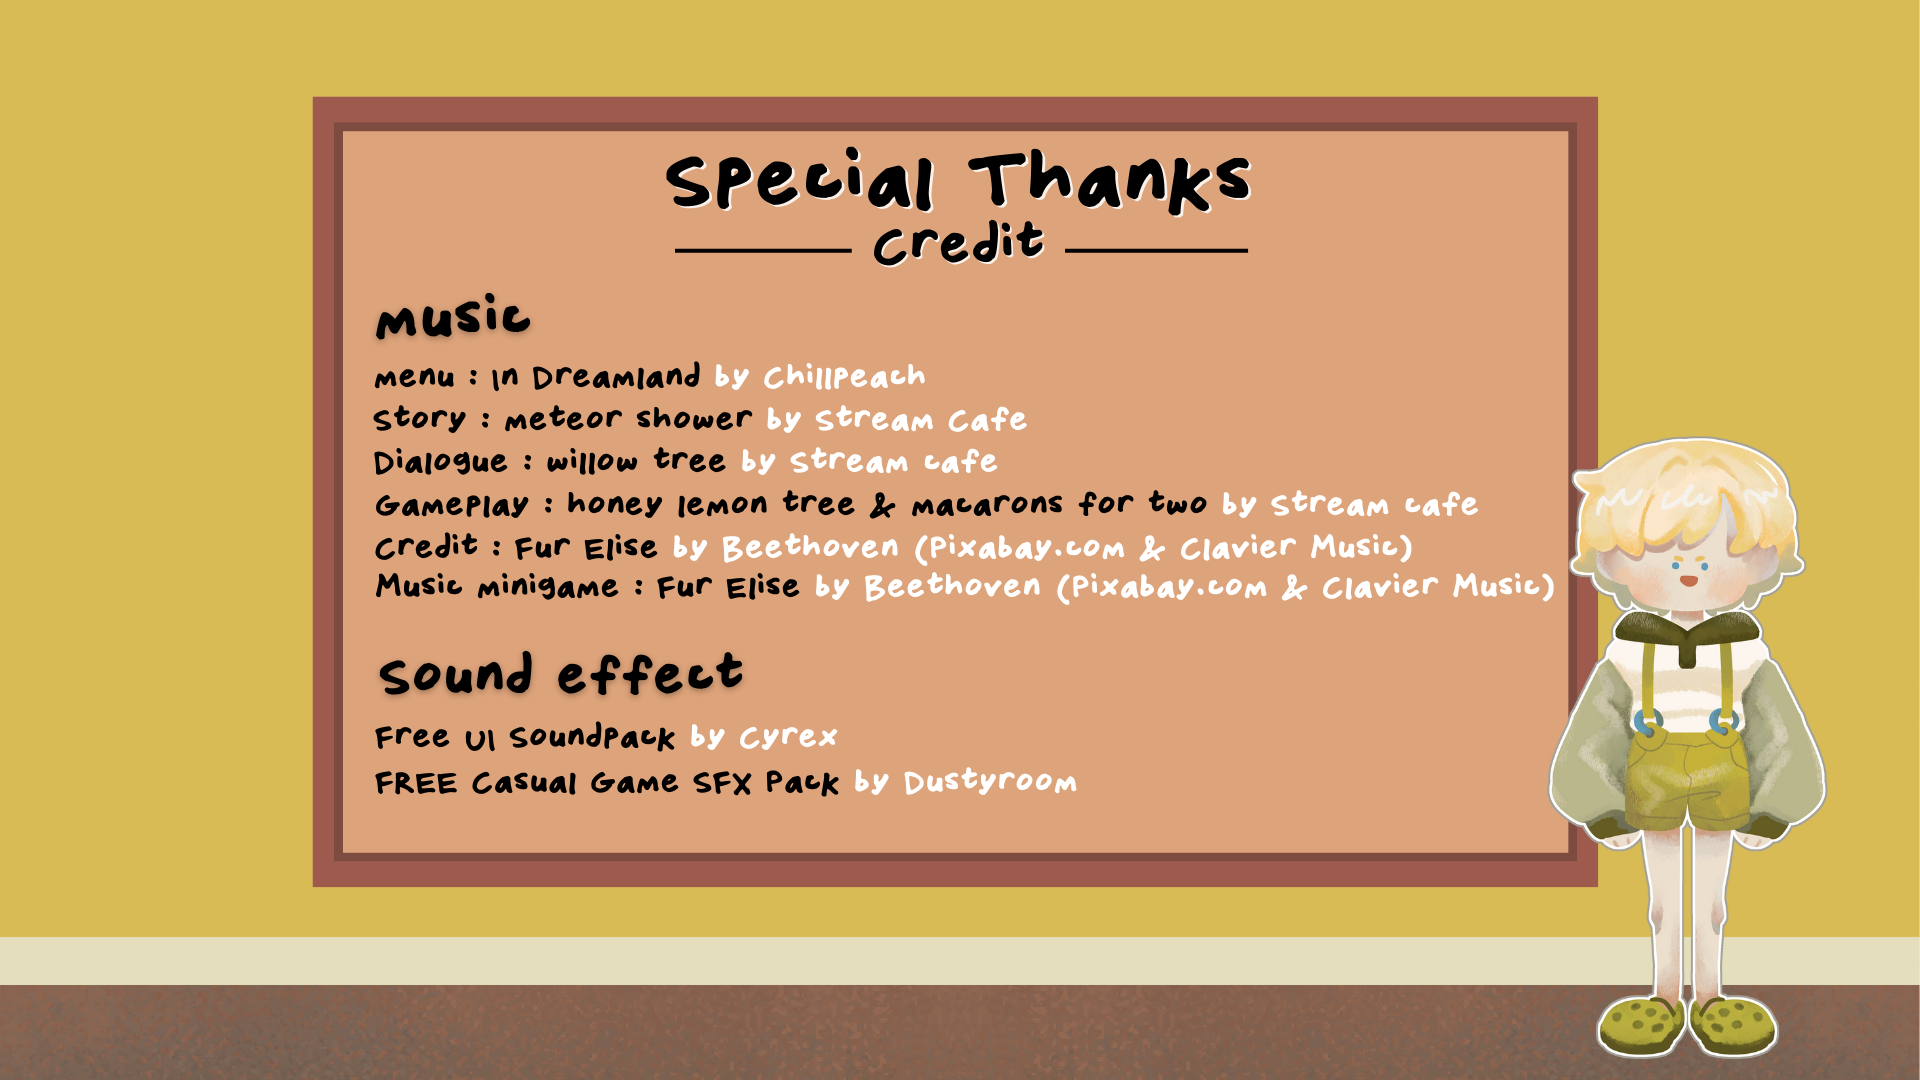 Special Thanks
Credit
music
menu : In Dreamland by Chillpeach
Story : meteor shower by Stream Cafe
Dialogue : willow tree by stream cafe
Gameplay : honey lemon tree & macarons for two by stream cafe
Credit : Fur Elise by Beethoven (Pixabay.com & Clavier Music)
Music minigame : Fur Elise by Beethoven (Pixabay.com & Clavier Music)
Sound effect
Free UI SoundPack by Cyrex
FREE Casual Game SFX Pack by Dustyroom